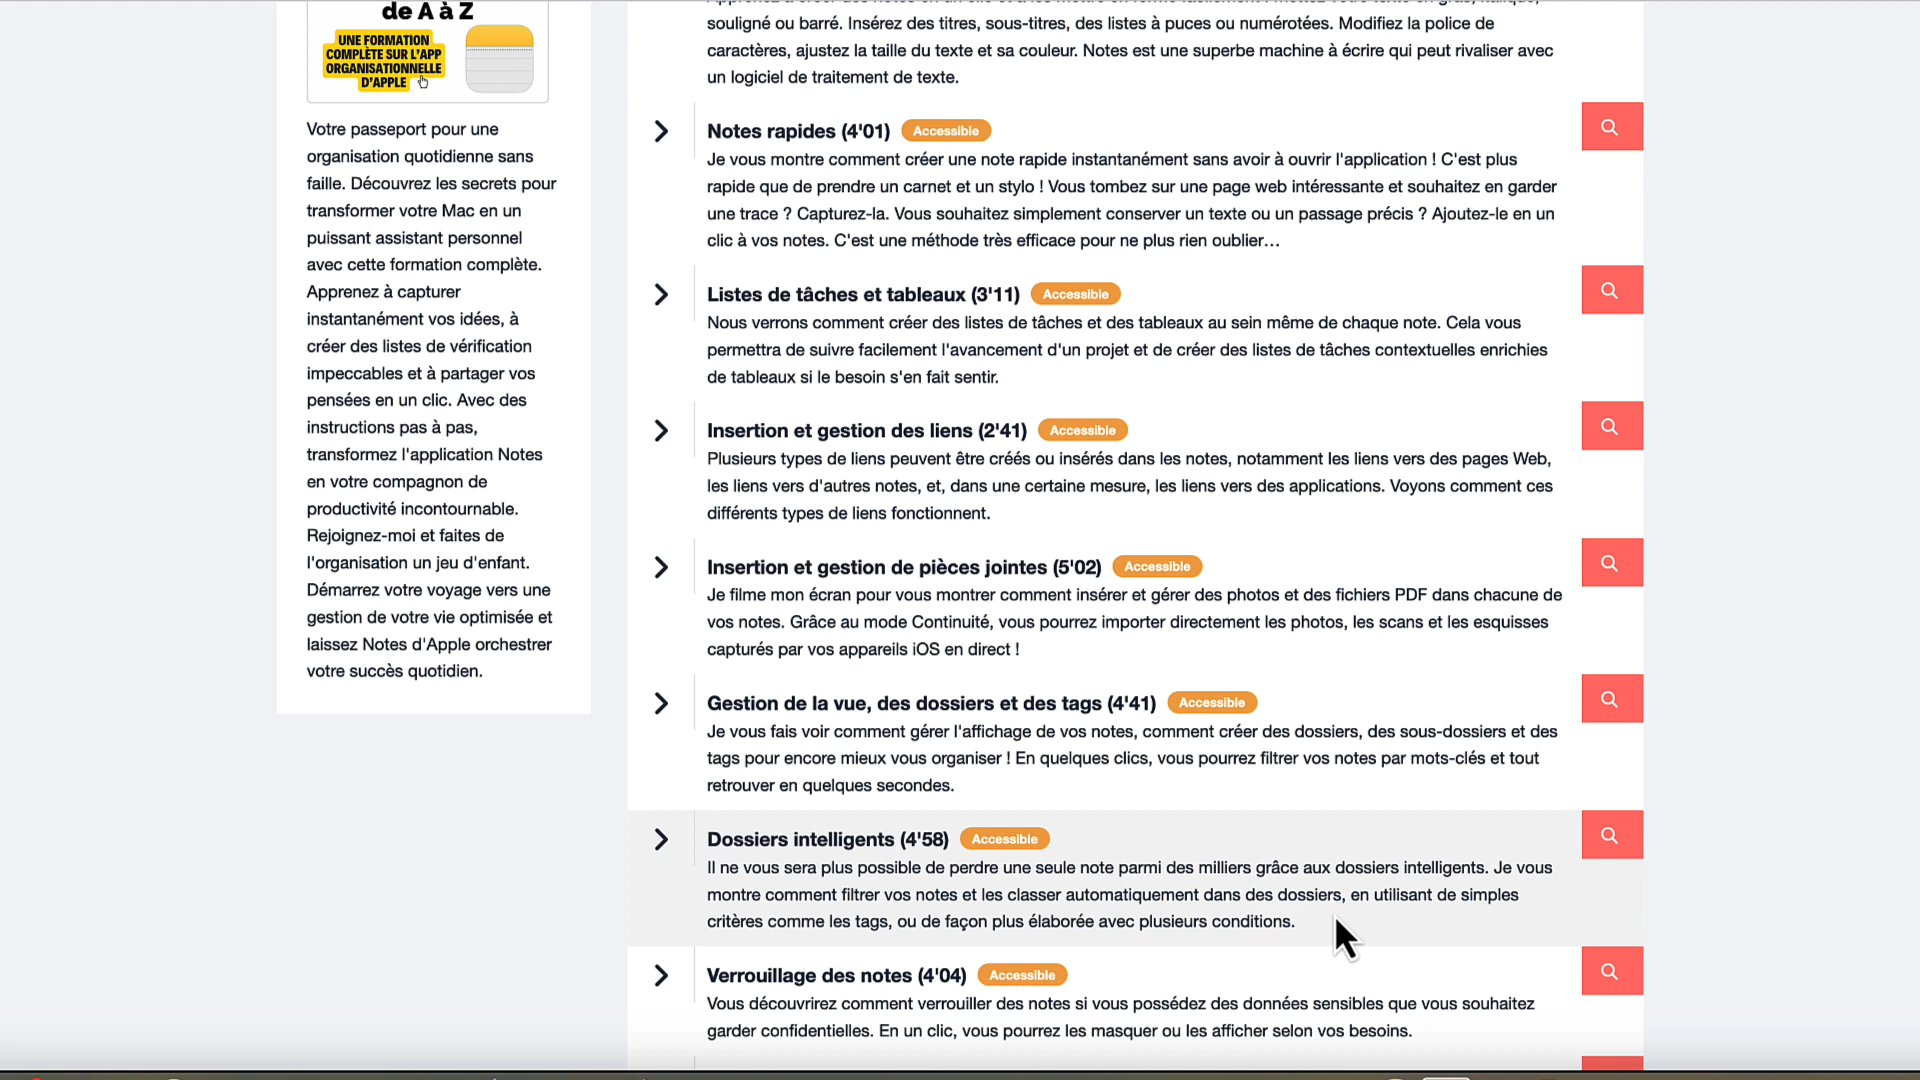 de A à Z
UNE FORMATION
COMPLÈTE SUR L'APP
ORGANISATIONNELLE
D'APPLE
Votre passeport pour une
organisation quotidienne sans
faille. Découvrez les secrets pour
transformer votre Mac en un
puissant assistant personnel
avec cette formation complète.
Apprenez à capturer
instantanément vos idées, à
créer des listes de vérification
impeccables et à partager vos
pensées en un clic. Avec des
instructions pas à pas,
transformez l'application Notes
en votre compagnon de
productivité incontournable.
Rejoignez-moi et faites de
l'organisation un jeu d'enfant.
Démarrez votre voyage vers une
gestion de votre vie optimisée et
laissez Notes d'Apple orchestrer
votre succès quotidien.
souligné ou barré. Insérez des titres, sous-titres, des listes à puces ou numérotées. Modifiez la police de
caractères, ajustez la taille du texte et sa couleur. Notes est une superbe machine à écrire qui peut rivaliser avec
un logiciel de traitement de texte.
Notes rapides (4'01) Accessible
Je vous montre comment créer une note rapide instantanément sans avoir à ouvrir l'application ! C'est plus
rapide que de prendre un carnet et un stylo ! Vous tombez sur une page web intéressante et souhaitez en garder
une trace ? Capturez-la. Vous souhaitez simplement conserver un texte ou un passage précis ? Ajoutez-le en un
clic à vos notes. C'est une méthode très efficace pour ne plus rien oublier…
Listes de tâches et tableaux (3'11) Accessible
Nous verrons comment créer des listes de tâches et des tableaux au sein même de chaque note. Cela vous
permettra de suivre facilement l'avancement d'un projet et de créer des listes de tâches contextuelles enrichies
de tableaux si le besoin s'en fait sentir.
Insertion et gestion des liens (2'41) Accessible
Plusieurs types de liens peuvent être créés ou insérés dans les notes, notamment les liens vers des pages Web,
les liens vers d'autres notes, et, dans une certaine mesure, les liens vers des applications. Voyons comment ces
différents types de liens fonctionnent.
Insertion et gestion de pièces jointes (5'02) Accessible
Je filme mon écran pour vous montrer comment insérer et gérer des photos et des fichiers PDF dans chacune de
vos notes. Grâce au mode Continuité, vous pourrez importer directement les photos, les scans et les esquisses
capturés par vos appareils iOS en direct !
Gestion de la vue, des dossiers et des tags (4'41) Accessible
Je vous fais voir comment gérer l'affichage de vos notes, comment créer des dossiers, des sous-dossiers et des
tags pour encore mieux vous organiser ! En quelques clics, vous pourrez filtrer vos notes par mots-clés et tout
retrouver en quelques secondes.
Dossiers intelligents (4'58) Accessible
Il ne vous sera plus possible de perdre une seule note parmi des milliers grâce aux dossiers intelligents. Je vous
montre comment filtrer vos notes et les classer automatiquement dans des dossiers, en utilisant de simples
critères comme les tags, ou de façon plus élaborée avec plusieurs conditions.
Verrouillage des notes (4'04) Accessible
Vous découvrirez comment verrouiller des notes si vous possédez des données sensibles que vous souhaitez
garder confidentielles. En un clic, vous pourrez les masquer ou les afficher selon vos besoins.